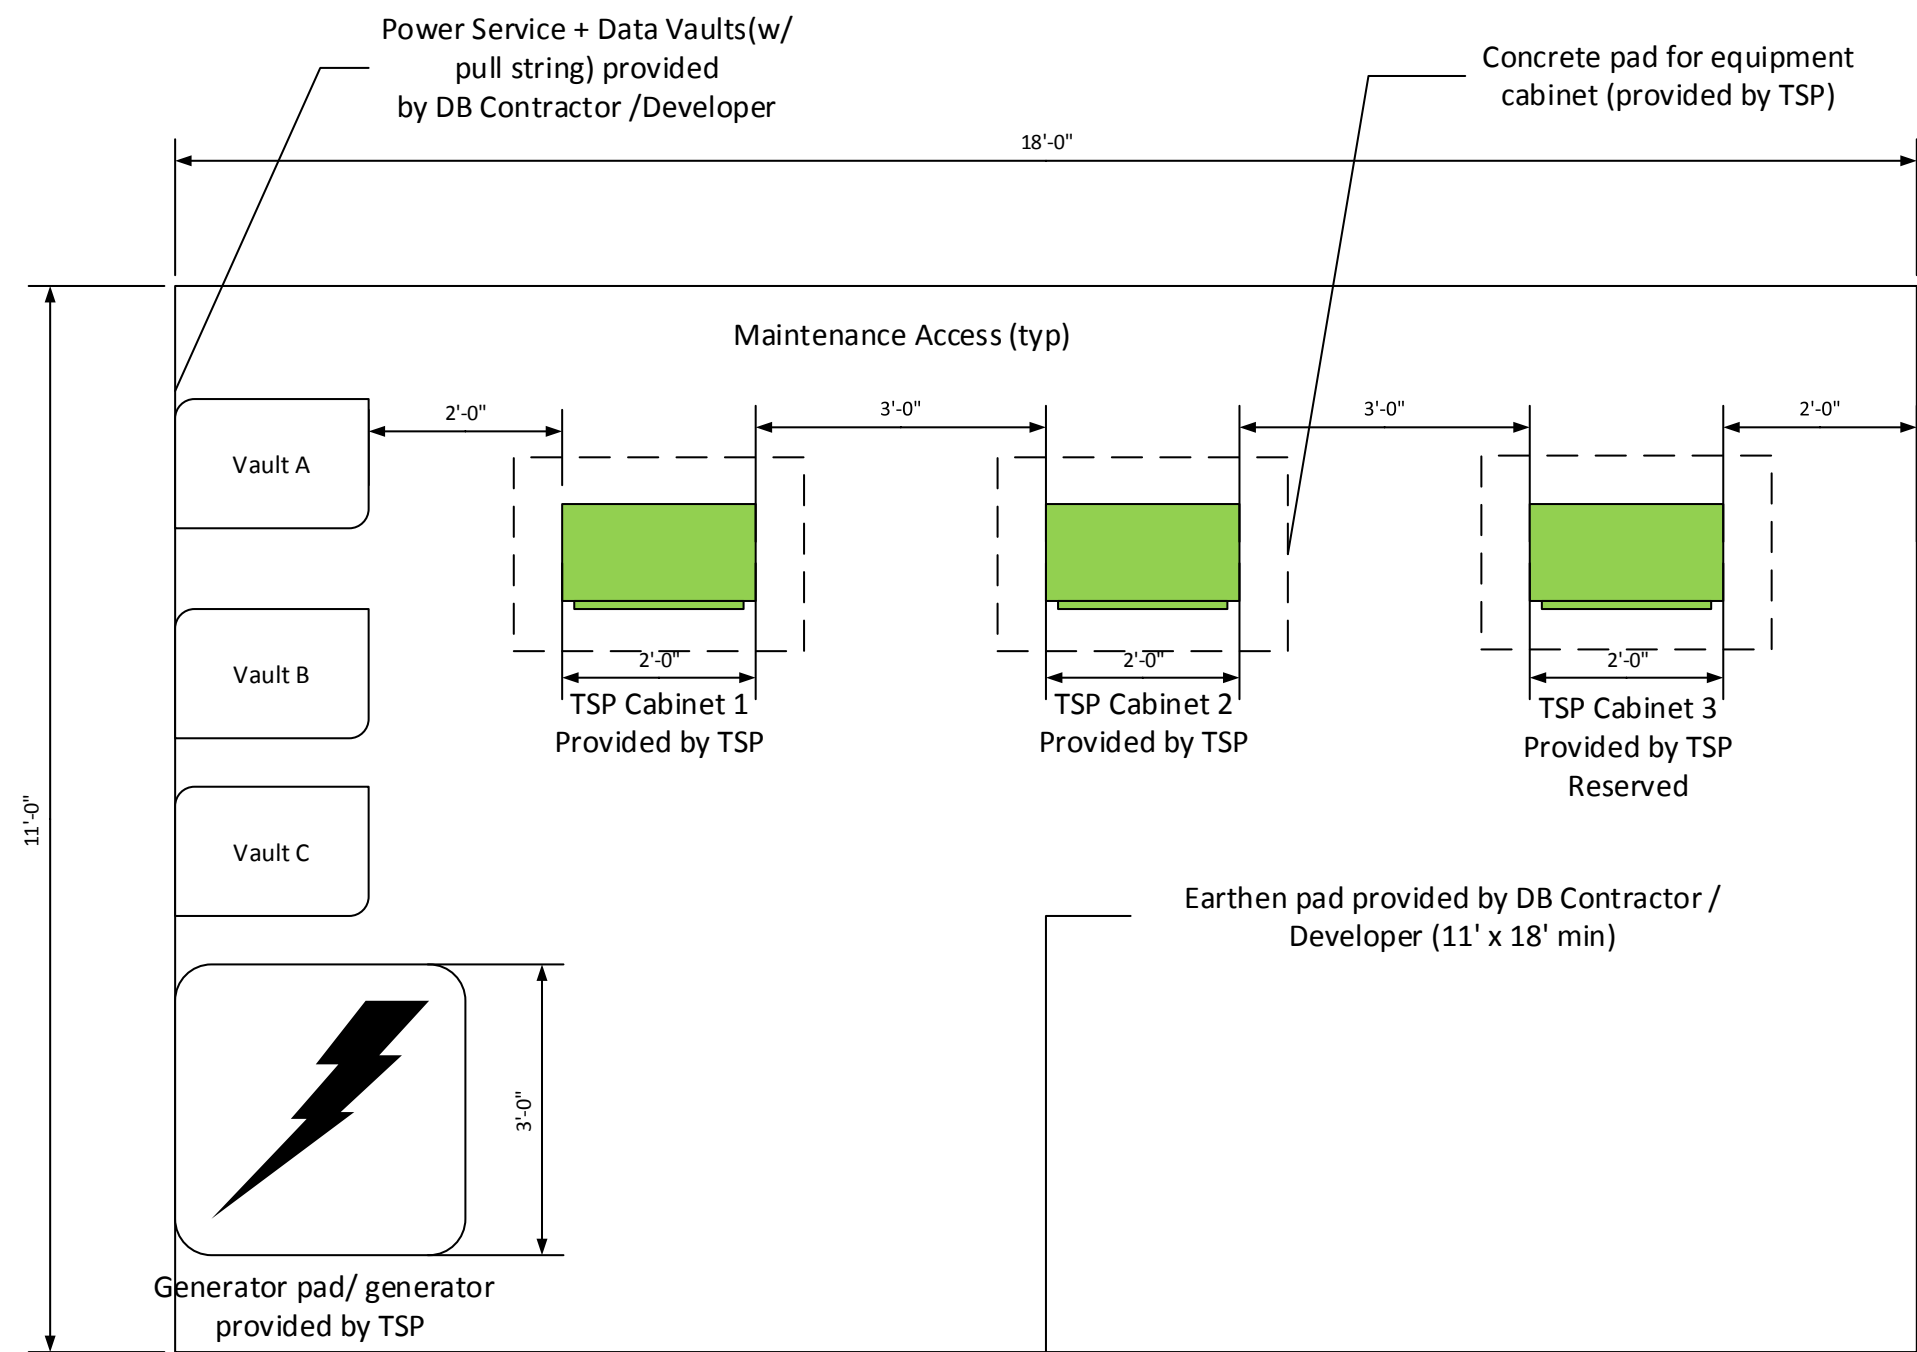 Power Service + Data Vaults(w/
pull string) provided
by DB Contractor /Developer
Concrete pad for equipment
cabinet (provided by TSP)
18'-0"
Maintenance Access (typ)
2'-0"
3'-0"
3'-0"
2'-0"
Vault A
Vault B
2'-0"
2'-0"
2'-0"
TSP Cabinet 1
Provided by TSP
TSP Cabinet 2
Provided by TSP
TSP Cabinet 3
Provided by TSP
Reserved
11'-0"
Vault C
Earthen pad provided by DB Contractor /
Developer (11' x 18' min)
3'-0"
Generator pad/ generator
provided by TSP